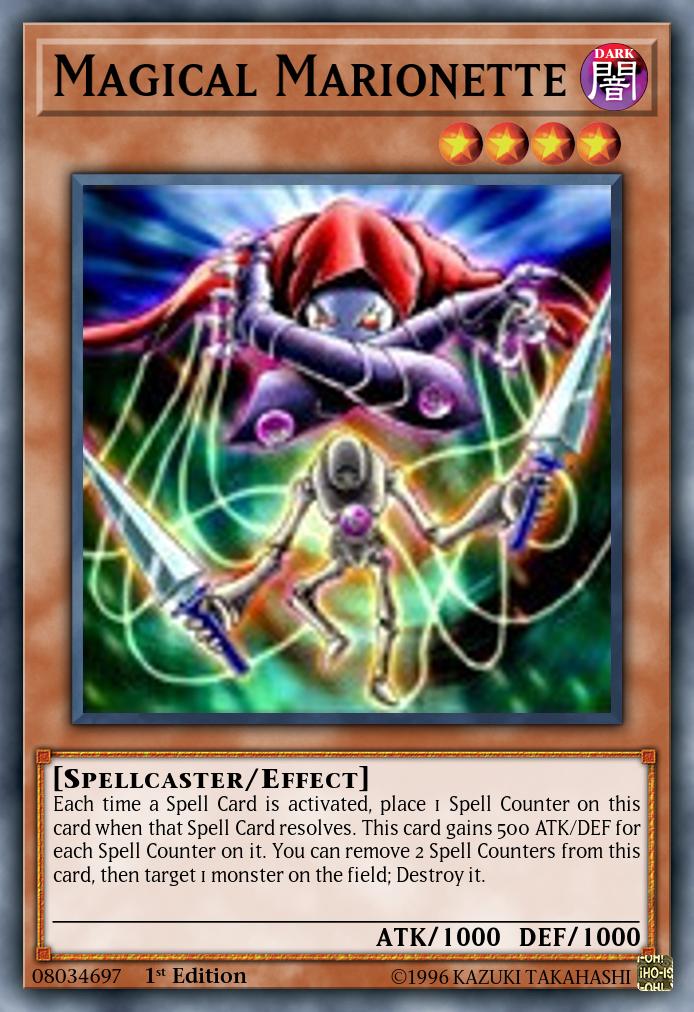 Magical Marionette
DARK
闇
[Spellcaster/Effect]
Each time a Spell Card is activated, place 1 Spell Counter on this
card when that Spell Card resolves. This card gains 500 ATK/DEF for
each Spell Counter on it. You can remove 2 Spell Counters from this
card, then target 1 monster on the field; Destroy it.
ATK/1000 DEF/1000
08034697 1st Edition ©1996 KAZUKI TAKAHASHI